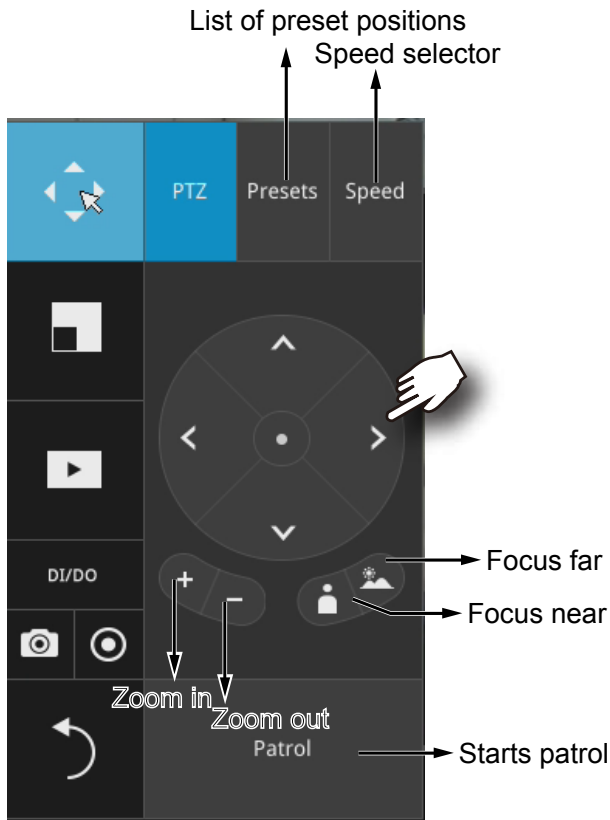 List of preset positions
Speed selector
PTZ
Presets
Speed
DI/DO
Focus far
Focus near
Zoom in
Zoom out
Patrol
Starts patrol